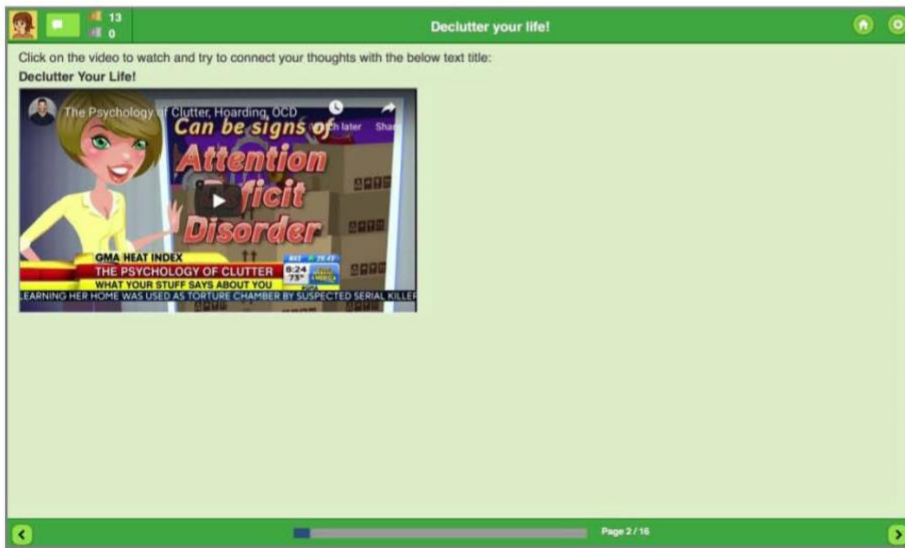 13
0
Declutter your life!
Click on the video to watch and try to connect your thoughts with the below text title:
Declutter Your Life!
The Psychology of Clutter, Hoarding, OCD
later
Can be signs of
Attention
Disorder
GMA HEAT INDEX
THE PSYCHOLOGY OF CLUTTER
8:24
73°
WHAT YOUR STUFF SAYS ABOUT YOU
LEARNING HER HOME WAS USED AS TORTURE CHAMBER BY SUSPECTED SERIAL KILLER
Page 2 / 16